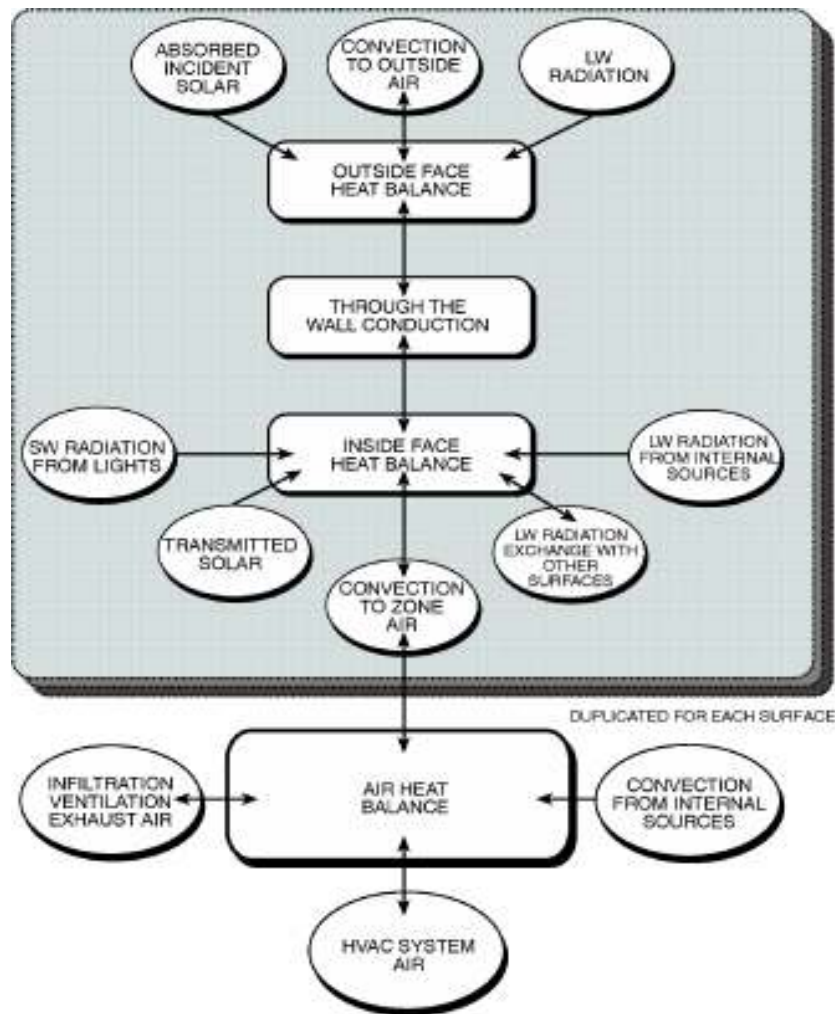 ABSORBED
INCIDENT
SOLAR
CONVECTION
TO OUTSIDE
AIR
LW
RADIATION
OUTSIDE FACE
HEAT BALANCE
THROUGH THE
WALL CONDUCTION
SW RADIATION
FROM LIGHTS
INSIDE FACE
HEAT BALANCE
LW RADIATION
FROM INTERNAL
SOURCES
TRANSMITTED
SOLAR
LW RADIATION
EXCHANGE WITH
OTHER
SURFACES
CONVECTION
TO ZONE
AIR
DUPLICATED FOR EACH SURFACE
INFILTRATION
VENTILATION
EXHAUST AIR
AIR HEAT
BALANCE
CONVECTION
FROM INTERNAL
SOURCES
HVAC SYSTEM
AIR